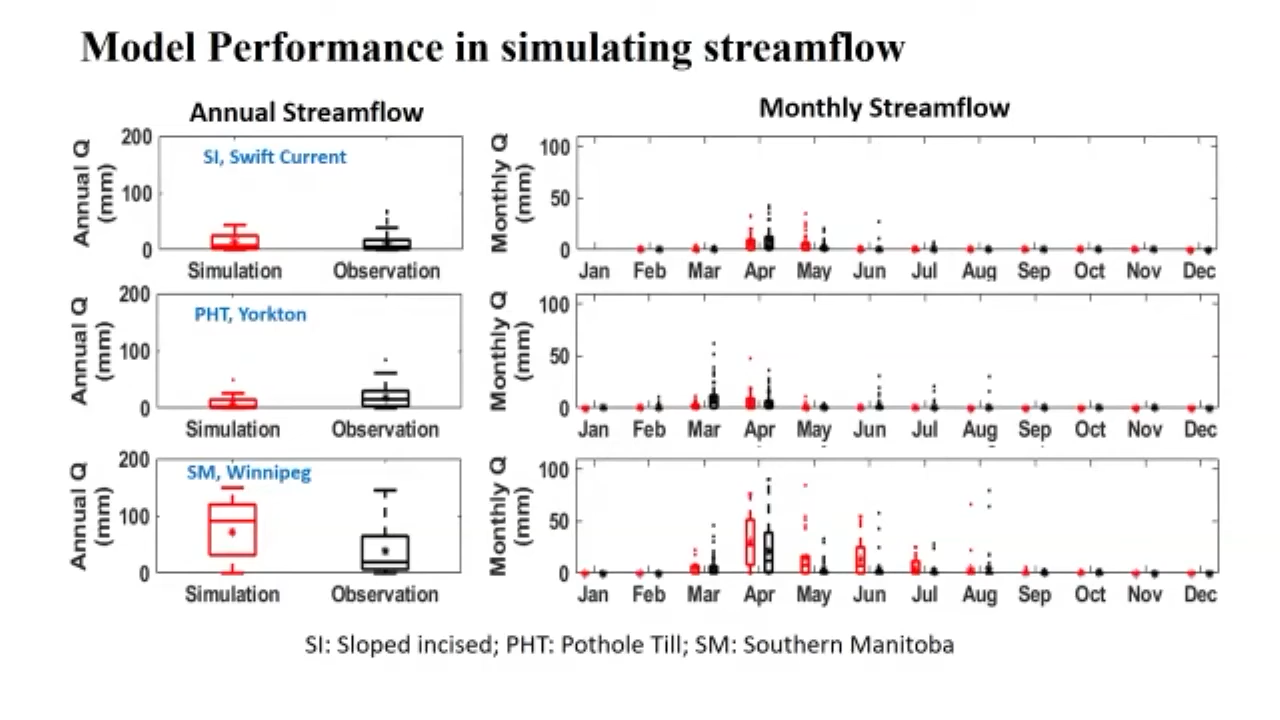 Model Performance in simulating streamflow
Annual Streamflow
Monthly Streamflow
Annual Q
(mm)
200
100
0
SI, Swift Current
Simulation Observation
Monthly Q
(mm)
100
50
0
Jan Feb Mar Apr May Jun Jul Aug Sep Oct Nov Dec
Annual Q
(mm)
200
100
0
PHT, Yorkton
Simulation Observation
Monthly Q
(mm)
100
50
0
Jan Feb Mar Apr May Jun Jul Aug Sep Oct Nov Dec
Annual Q
(mm)
200
100
0
SM, Winnipeg
Simulation Observation
Monthly Q
(mm)
100
50
0
Jan Feb Mar Apr May Jun Jul Aug Sep Oct Nov Dec
SI: Sloped incised; PHT: Pothole Till; SM: Southern Manitoba